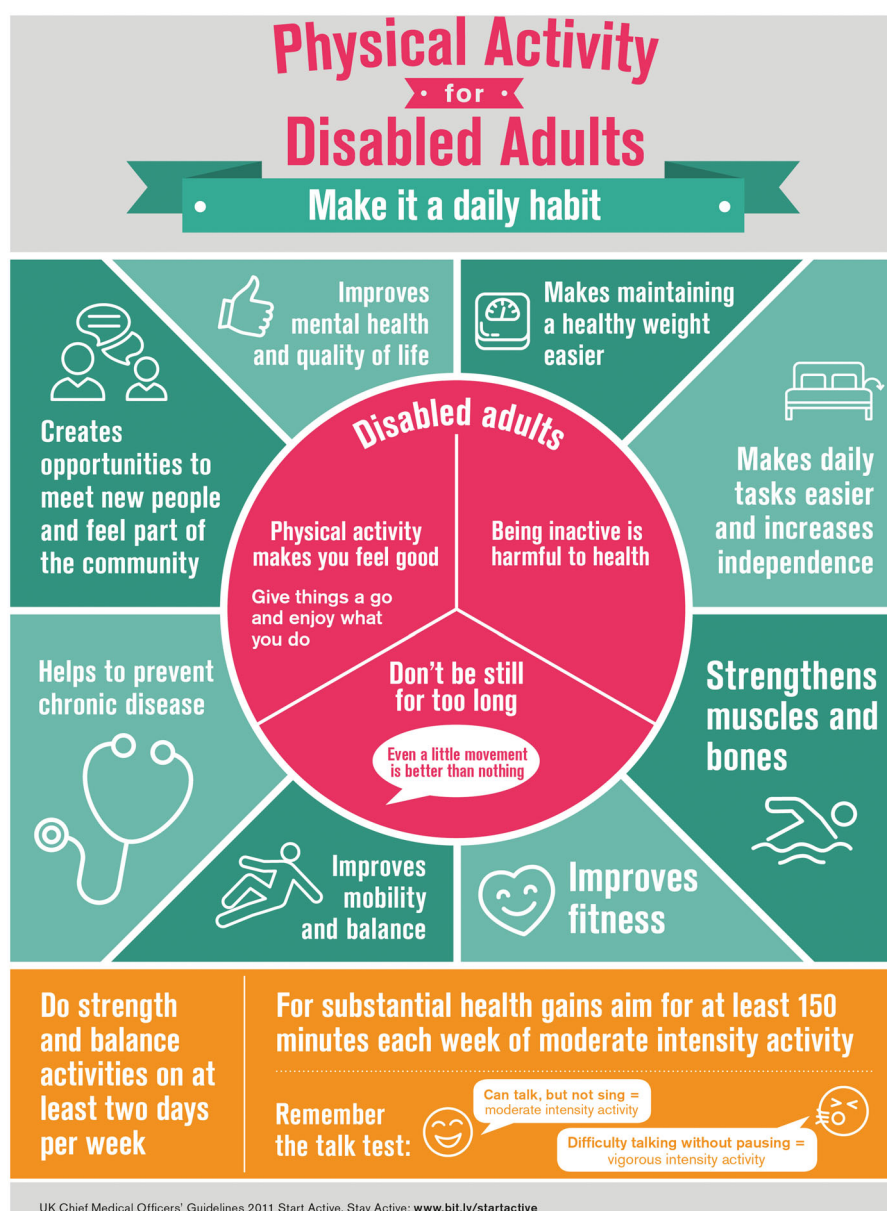 Physical Activity
for
Disabled Adults
Make it a daily habit
Creates
opportunities to
meet new people
and feel part of
the community
Improves
mental health
and quality of life
Makes maintaining
a healthy weight
easier
Makes daily
tasks easier
and increases
independence
Disabled adults
Physical activity
makes you feel good
Give things a go
and enjoy what
you do
Being inactive is
harmful to health
Don't be still
for too long
Even a little movement
is better than nothing
Helps to prevent
chronic disease
Strengthens
muscles and
bones
Improves
mobility
and balance
Improves
fitness
Do strength
and balance
activities on at
least two days
per week
For substantial health gains aim for at least 150
minutes each week of moderate intensity activity
Remember
the talk test:
Can talk, but not sing =
moderate intensity activity
Difficulty talking without pausing =
vigorous intensity activity
UK Chief Medical Officers' Guidelines 2011 Start Active, Stay Active: www.bit.ly/startactive